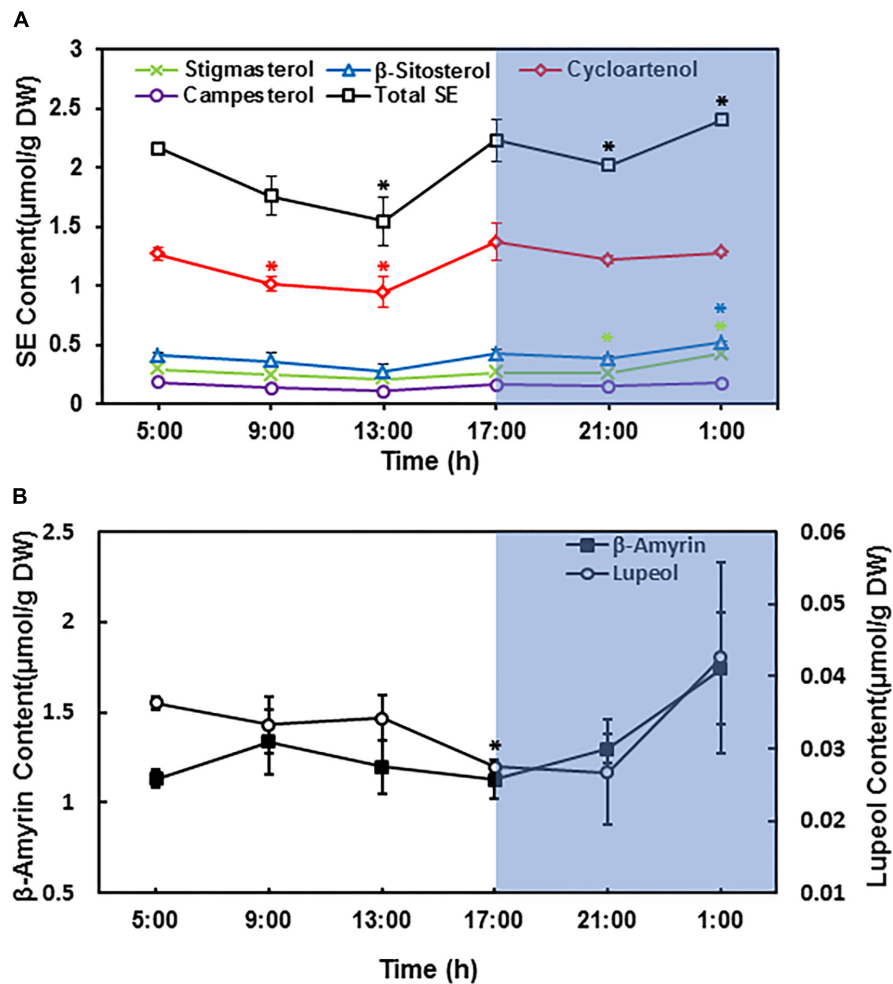 A
3
Stigmasterol β-Sitosterol Cycloartenol
Campesterol Total SE
2.5
2
1.5
1
0.5
0
SE Content(μmol/g DW)
* * * * * * * * *
5:00 9:00 13:00 17:00 21:00 1:00
Time (h)
B
2.5 0.06
β-Amyrin
Lupeol
0.05
2
0.04
1.5
0.03
1
0.02
0.5 0.01
β-Amyrin Content(μmol/g DW)
Lupeol Content(μmol/g DW)
*
5:00 9:00 13:00 17:00 21:00 1:00
Time (h)